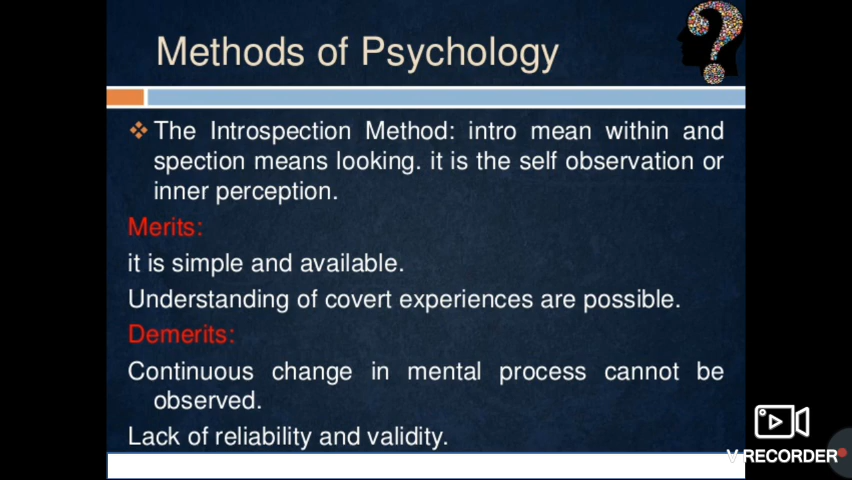 Methods of Psychology
The Introspection Method: intro mean within and
spection means looking. it is the self observation or
inner perception.
Merits:
it is simple and available.
Understanding of covert experiences are possible.
Demerits:
Continuous change in mental process cannot be
observed.
Lack of reliability and validity.
V RECORDER